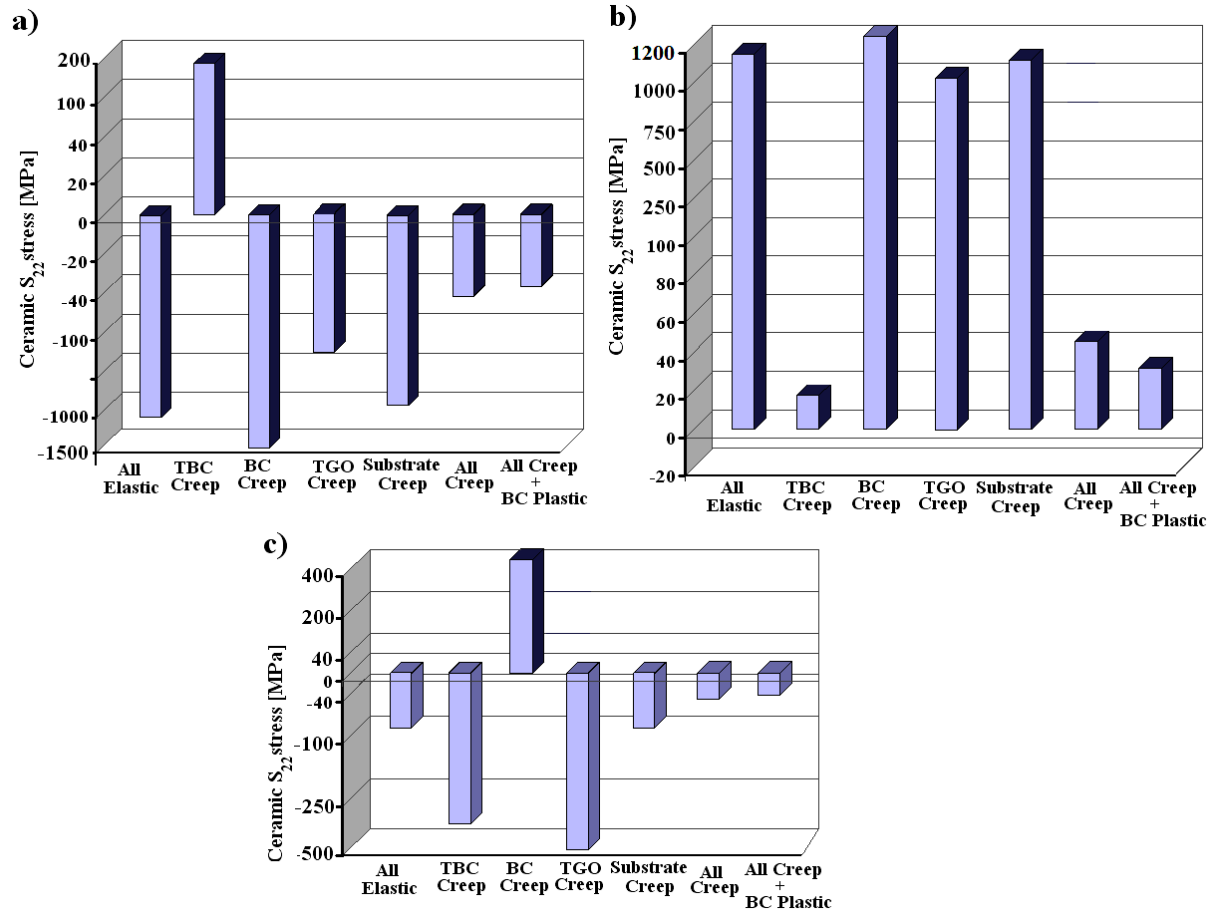 a)
Ceramic S22 stress [MPa]
200
100
40
20
0
-20
-40
-100
-1000
-1500
All
Elastic
TBC
Creep
BC
Creep
TGO
Creep
Substrate
Creep
All
Creep
All Creep
+
BC Plastic
b)
Ceramic S22 stress [MPa]
1200
1000
750
500
250
100
80
60
40
20
0
-20
All
Elastic
TBC
Creep
BC
Creep
TGO
Creep
Substrate
Creep
All
Creep
All Creep
+
BC Plastic
c)
Ceramic S22 stress [MPa]
400
200
40
0
-40
-100
-250
-500
All
Elastic
TBC
Creep
BC
Creep
TGO
Creep
Substrate
Creep
All
Creep
All Creep
+
BC Plastic